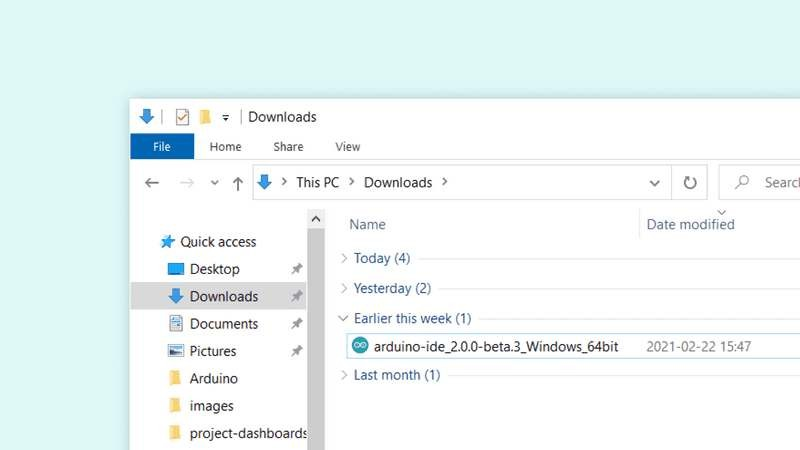 Downloads
File Home Share View
This PC Downloads
Name Date modified
Quick access
Desktop
Downloads
Documents
Pictures
Arduino
images
project-dashboards
Today (4)
Yesterday (2)
Earlier this week (1)
arduino-ide_2.0.0-beta.3_Windows_64bit 2021-02-22 15:47
Last month (1)